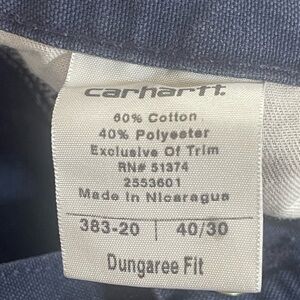 carhartt
60% Cotton
40% Polyester
Exclusive Of Trim
RN# 51374
2553601
Made in Nicaragua
383-20 40/30
Dungaree Fit